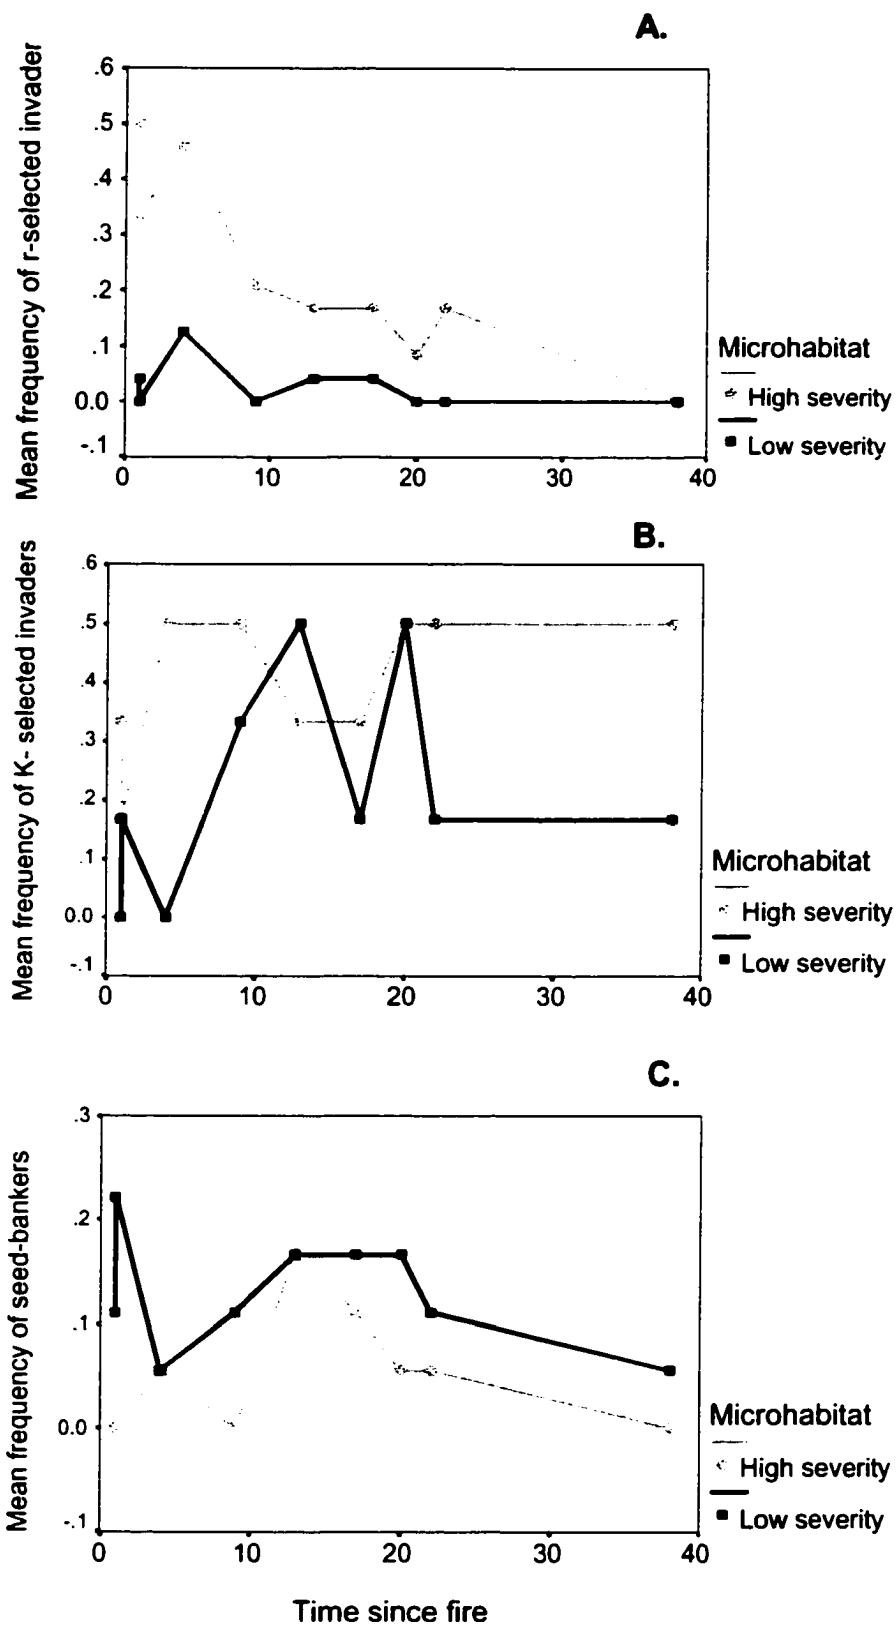 A.
Mean frequency of r-selected invader
.6
.5
.4
.3
.2
.1
0.0
-.1
0 10 20 30 40
Microhabitat
High severity
Low severity
B.
Mean frequency of K- selected invaders
.6
.5
.4
.3
.2
.1
0.0
-.1
0 10 20 30 40
Microhabitat
High severity
Low severity
C.
Mean frequency of seed-bankers
.3
.2
.1
0.0
-.1
0 10 20 30 40
Microhabitat
High severity
Low severity
Time since fire